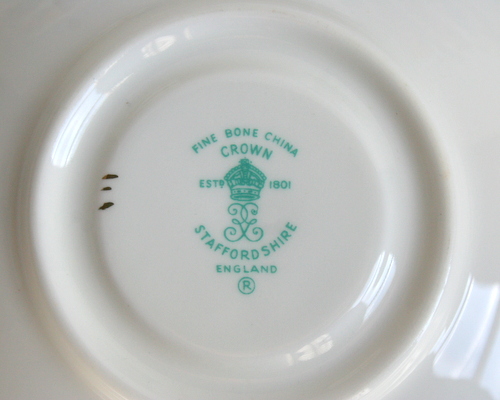 FINE BONE CHINA
CROWN
ESTD 1801
STAFFORDSHIRE
ENGLAND
®